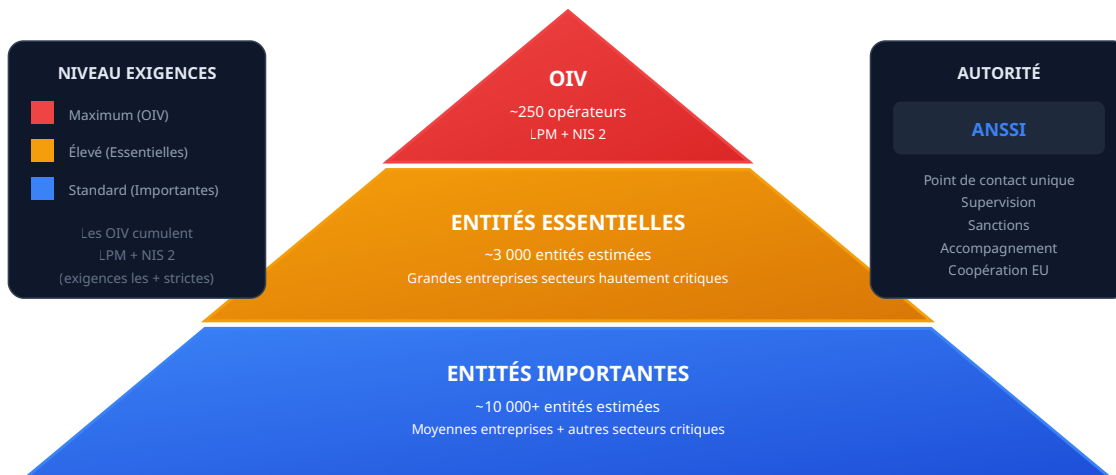 NIVEAU EXIGENCES
Maximum (OIV)
Élevé (Essentielles)
Standard (Importantes)
Les OIV cumulent
LPM + NIS 2
(exigences les + strictes)
OIV
~250 opérateurs
LPM + NIS 2
ENTITÉS ESSENTIELLES
~3 000 entités estimées
Grandes entreprises secteurs hautement critiques
ENTITÉS IMPORTANTES
~10 000+ entités estimées
Moyennes entreprises + autres secteurs critiques
AUTORITÉ
ANSSI
Point de contact unique
Supervision
Sanctions
Accompagnement
Coopération EU